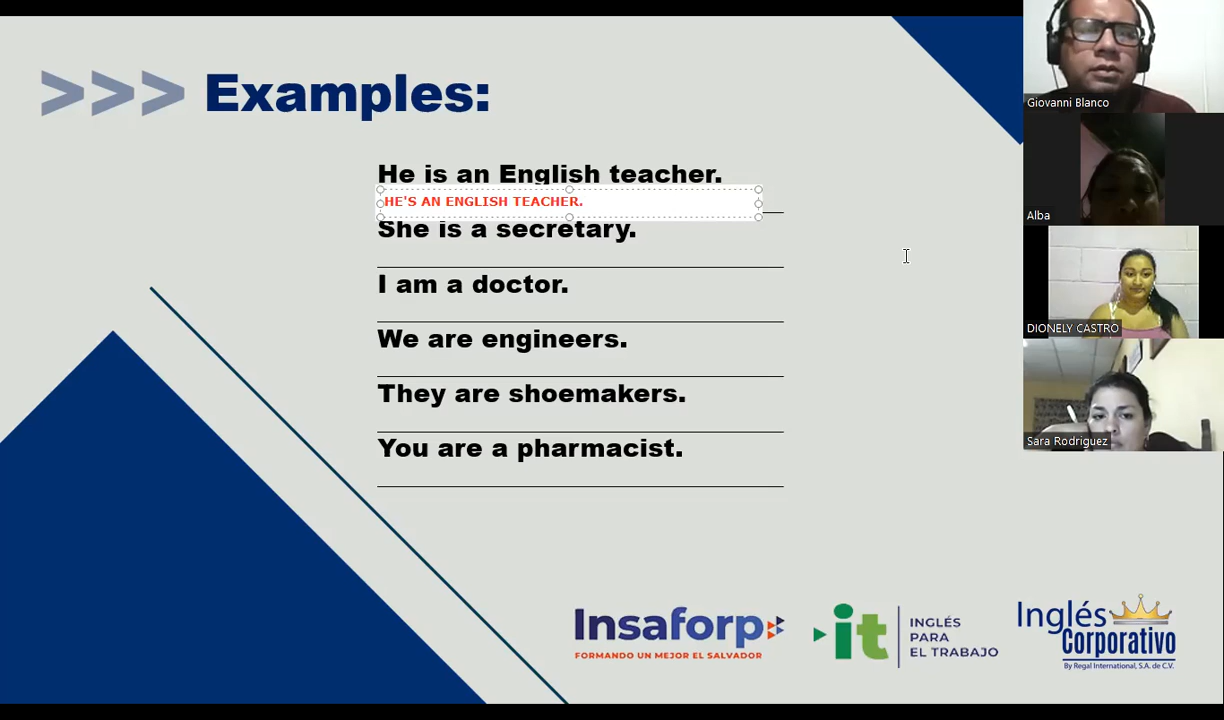 >>> Examples:
He is an English teacher.
HE'S AN ENGLISH TEACHER.
She is a secretary.
I am a doctor.
We are engineers.
They are shoemakers.
You are a pharmacist.
Giovanni Blanco
Alba
DIONELY CASTRO
Sara Rodriguez
Insaforp
FORMANDO UN MEJOR EL SALVADOR
it
INGLÉS
PARA
EL TRABAJO
Inglés
Corporativo
By Regal International, S.A. de C.V.